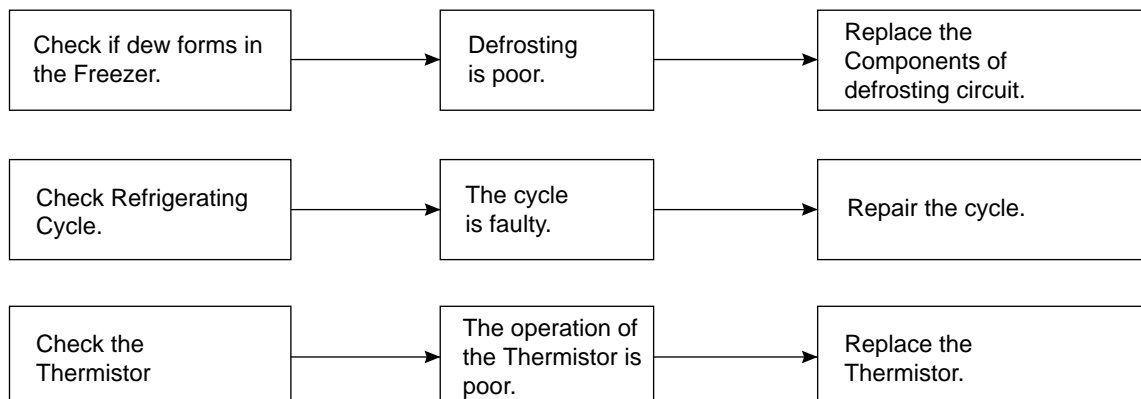 Check if dew forms in
the Freezer.
Defrosting
is poor.
Replace the
Components of
defrosting circuit.
Check Refrigerating
Cycle.
The cycle
is faulty.
Repair the cycle.
Check the
Thermistor
The operation of
the Thermistor is
poor.
Replace the
Thermistor.